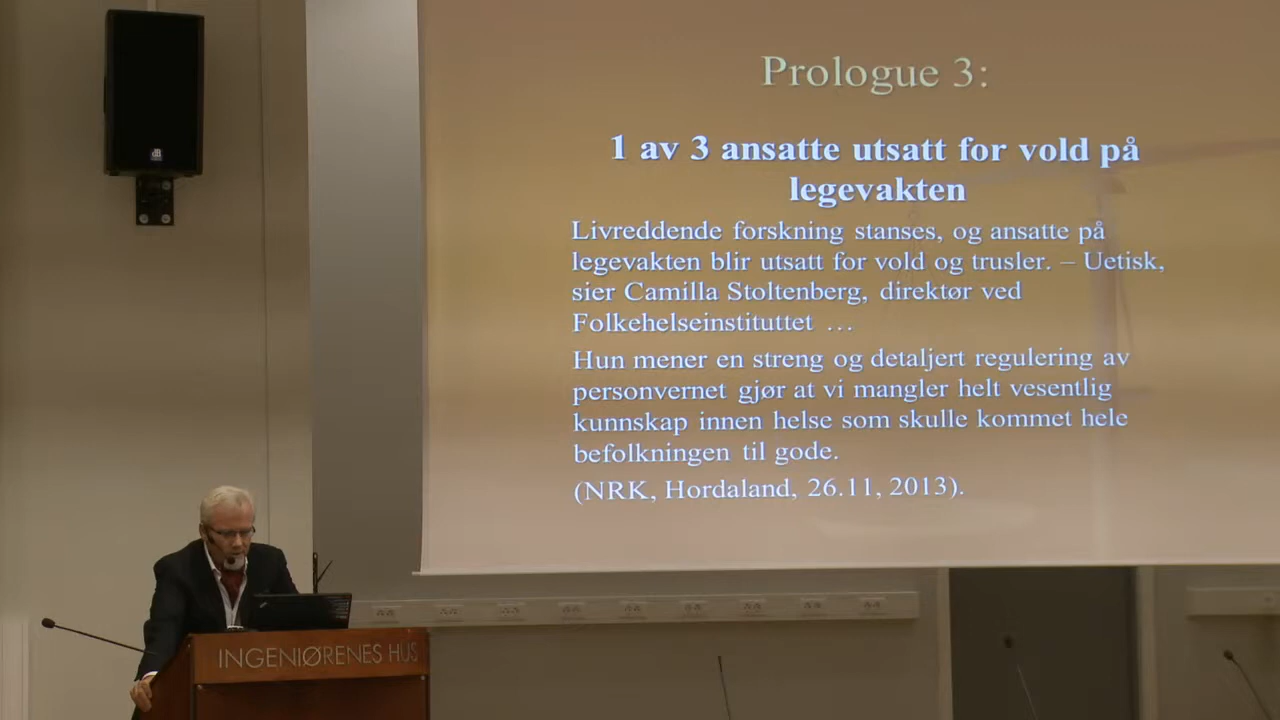 Prologue 3:
1 av 3 ansatte utsatt for vold på
legevakten
Livreddende forskning stanses, og ansatte på
legevakten blir utsatt for vold og trusler. – Uetisk,
sier Camilla Stoltenberg, direktør ved
Folkehelseinstituttet …
Hun mener en streng og detaljert regulering av
personvernet gjør at vi mangler helt vesentlig
kunnskap innen helse som skulle kommet hele
befolkningen til gode.
(NRK, Hordaland, 26.11, 2013).
dB
INGENIØRENES HUS